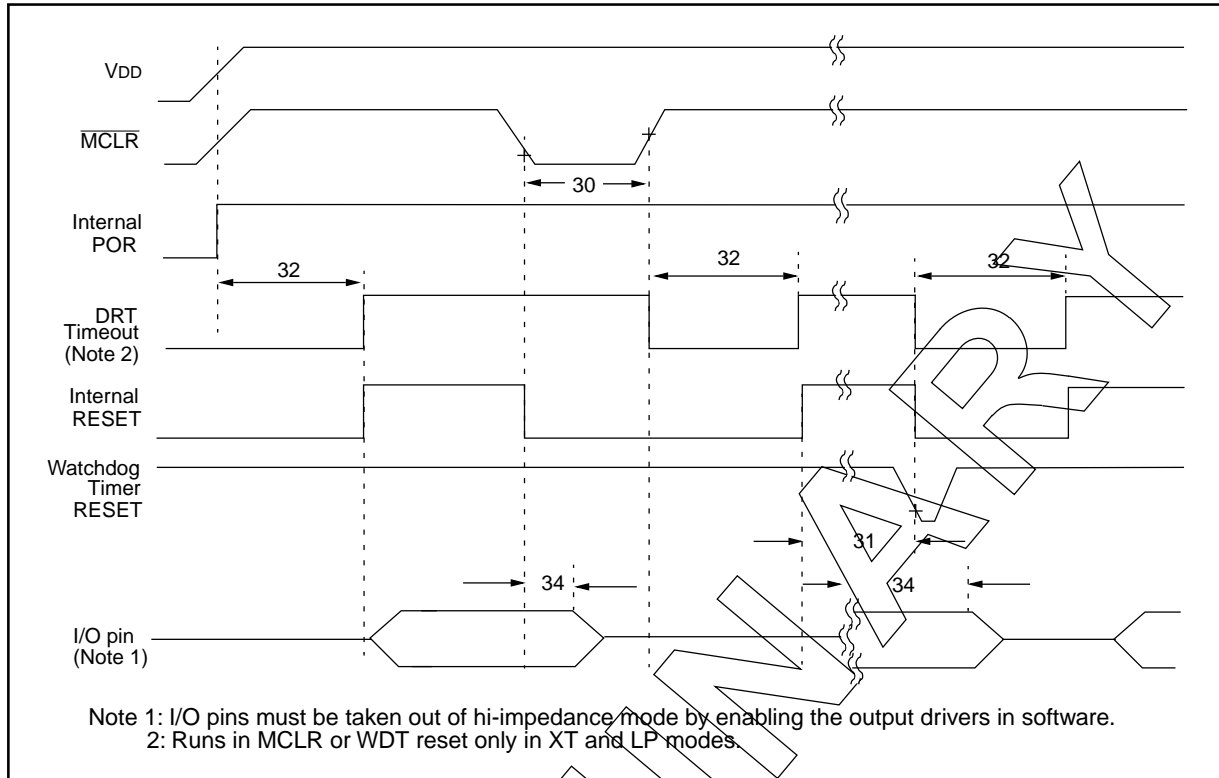 VDD
MCLR
30
Internal
POR
32
32
32
DRT
Timeout
(Note 2)
Internal
RESET
Watchdog
Timer
RESET
31
34
34
I/O pin
(Note 1)
Note 1: I/O pins must be taken out of hi-impedance mode by enabling the output drivers in software.
2: Runs in MCLR or WDT reset only in XT and LP modes.
INARY